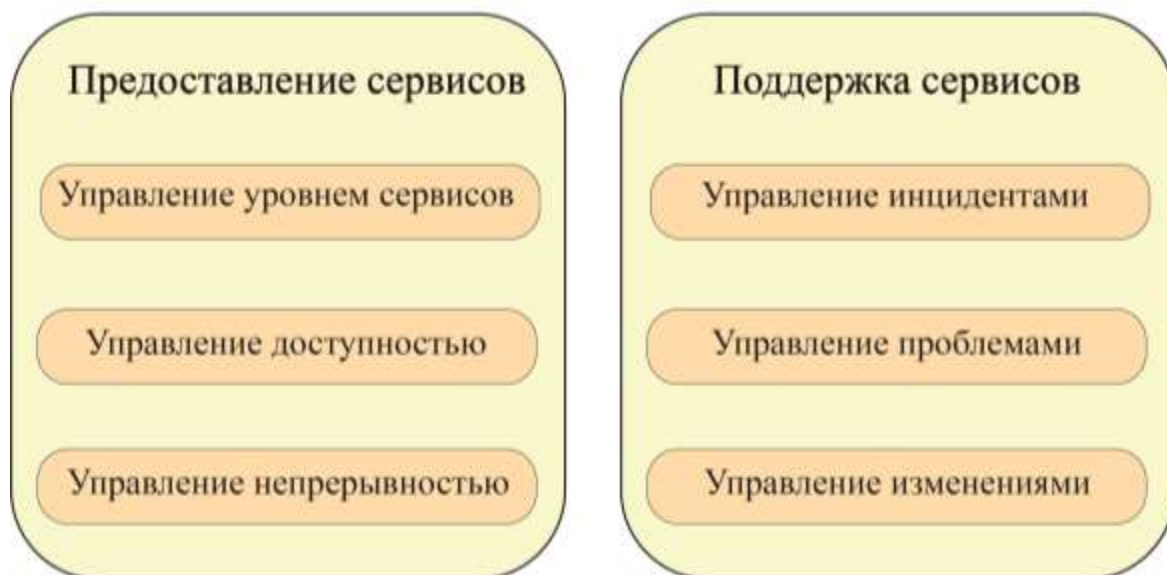 Предоставление сервисов
Управление уровнем сервисов
Управление доступностью
Управление непрерывностью
Поддержка сервисов
Управление инцидентами
Управление проблемами
Управление изменениями